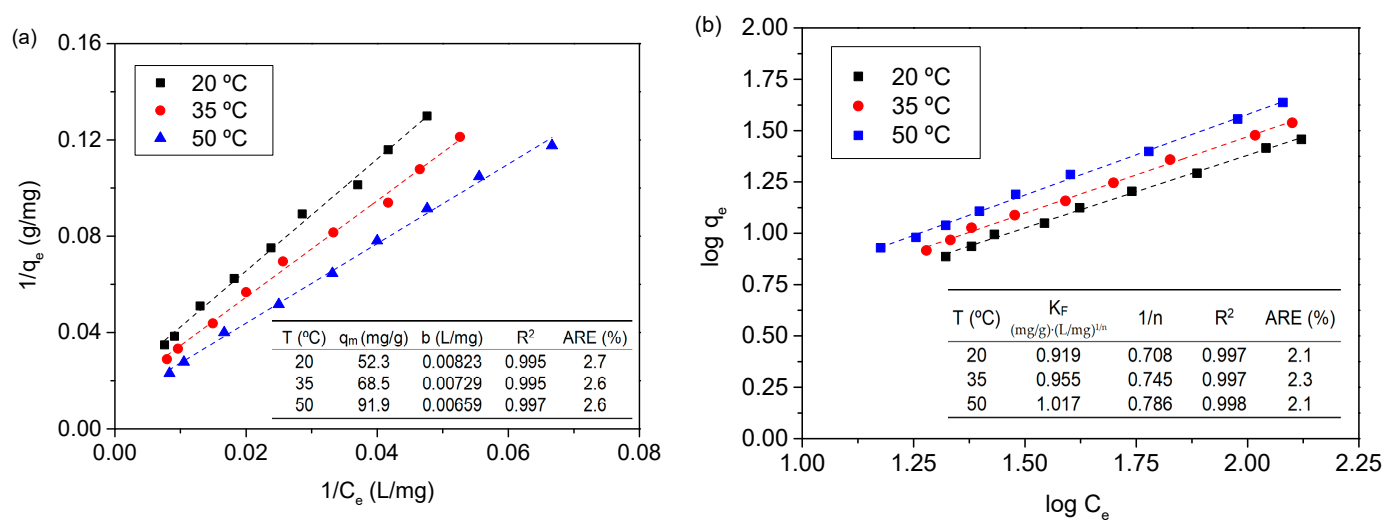 (a)
0.16
0.12
0.08
0.04
0.00
1/qe (g/mg)
20 ºC
35 ºC
50 ºC
T (ºC) qm (mg/g) b (L/mg) R2 ARE (%)
20 52.3 0.00823 0.995 2.7
35 68.5 0.00729 0.995 2.6
50 91.9 0.00659 0.997 2.6
0.00 0.02 0.04 0.06 0.08
1/Ce (L/mg)
(b)
2.00
1.75
1.50
1.25
1.00
0.75
0.50
0.25
0.00
log qe
20 ºC
35 ºC
50 ºC
T (ºC) KF (mg/g)·(L/mg)1/n 1/n R2 ARE (%)
20 0.919 0.708 0.997 2.1
35 0.955 0.745 0.997 2.3
50 1.017 0.786 0.998 2.1
1.00 1.25 1.50 1.75 2.00 2.25
log Ce